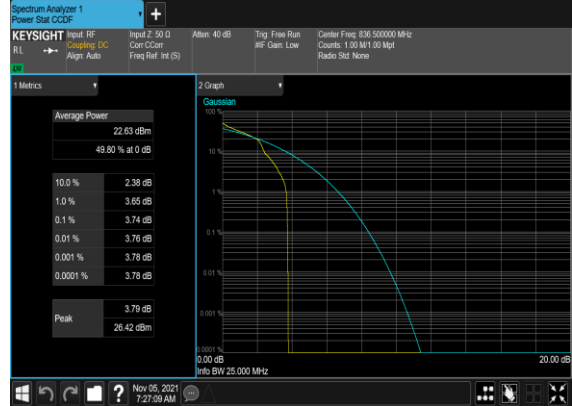 Spectrum Analyzer 1
Power Stat CCDF
KEYSIGHT
RL
Input: RF
Coupling: DC
Align: Auto
Input Z: 50 Ω
Corr CCorr
Freq Ref: Int (S)
Atten: 40 dB
Trig: Free Run
#IF Gain: Low
Center Freq: 836.500000 MHz
Counts: 1.00 M/1.00 Mpt
Radio Std: None
1 Metrics
Average Power
22.63 dBm
49.80 % at 0 dB
10.0 % 2.38 dB
1.0 % 3.65 dB
0.1 % 3.74 dB
0.01 % 3.76 dB
0.001 % 3.78 dB
0.0001 % 3.78 dB
Peak
3.79 dB
26.42 dBm
2 Graph
Gaussian
100 %
10 %
1 %
0.1 %
0.01 %
0.001 %
0.0001 %
0.00 dB
20.00 dB
Info BW 25.000 MHz
?
Nov 05, 2021
7:27:09 AM